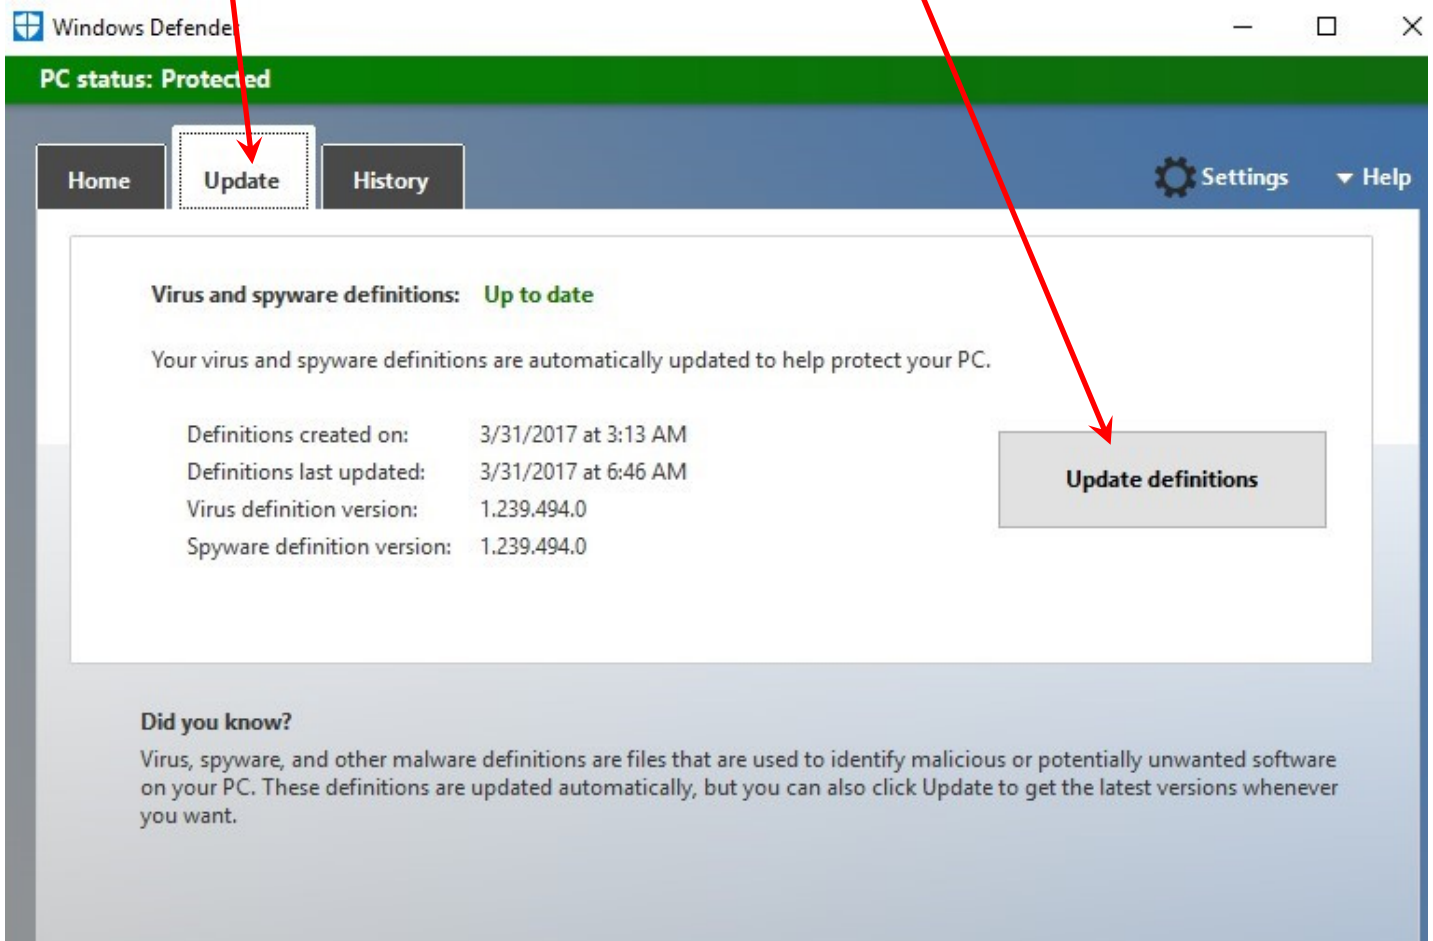 Windows Defender
PC status: Protected
Home Update History Settings Help
Virus and spyware definitions: Up to date
Your virus and spyware definitions are automatically updated to help protect your PC.
Definitions created on: 3/31/2017 at 3:13 AM
Definitions last updated: 3/31/2017 at 6:46 AM
Update definitions
Virus definition version: 1.239.494.0
Spyware definition version: 1.239.494.0
Did you know?
Virus, spyware, and other malware definitions are files that are used to identify malicious or potentially unwanted software
on your PC. These definitions are updated automatically, but you can also click Update to get the latest versions whenever
you want.